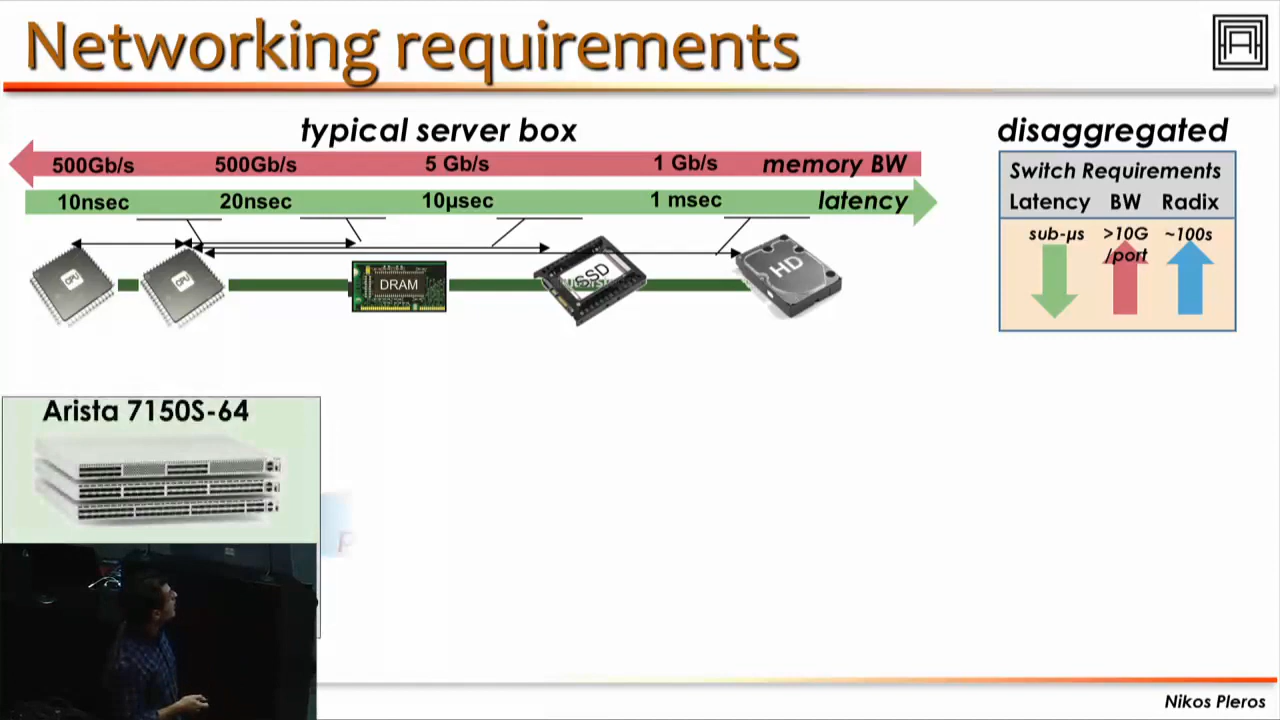 Networking requirements
typical server box
disaggregated
500Gb/s 500Gb/s 5 Gb/s 1 Gb/s memory BW
10nsec 20nsec 10μsec 1 msec latency
Switch Requirements
Latency BW Radix
sub-μs >10G ~100s
/port
CPU CPU DRAM SSD HD
Arista 7150S-64
Nikos Pleros